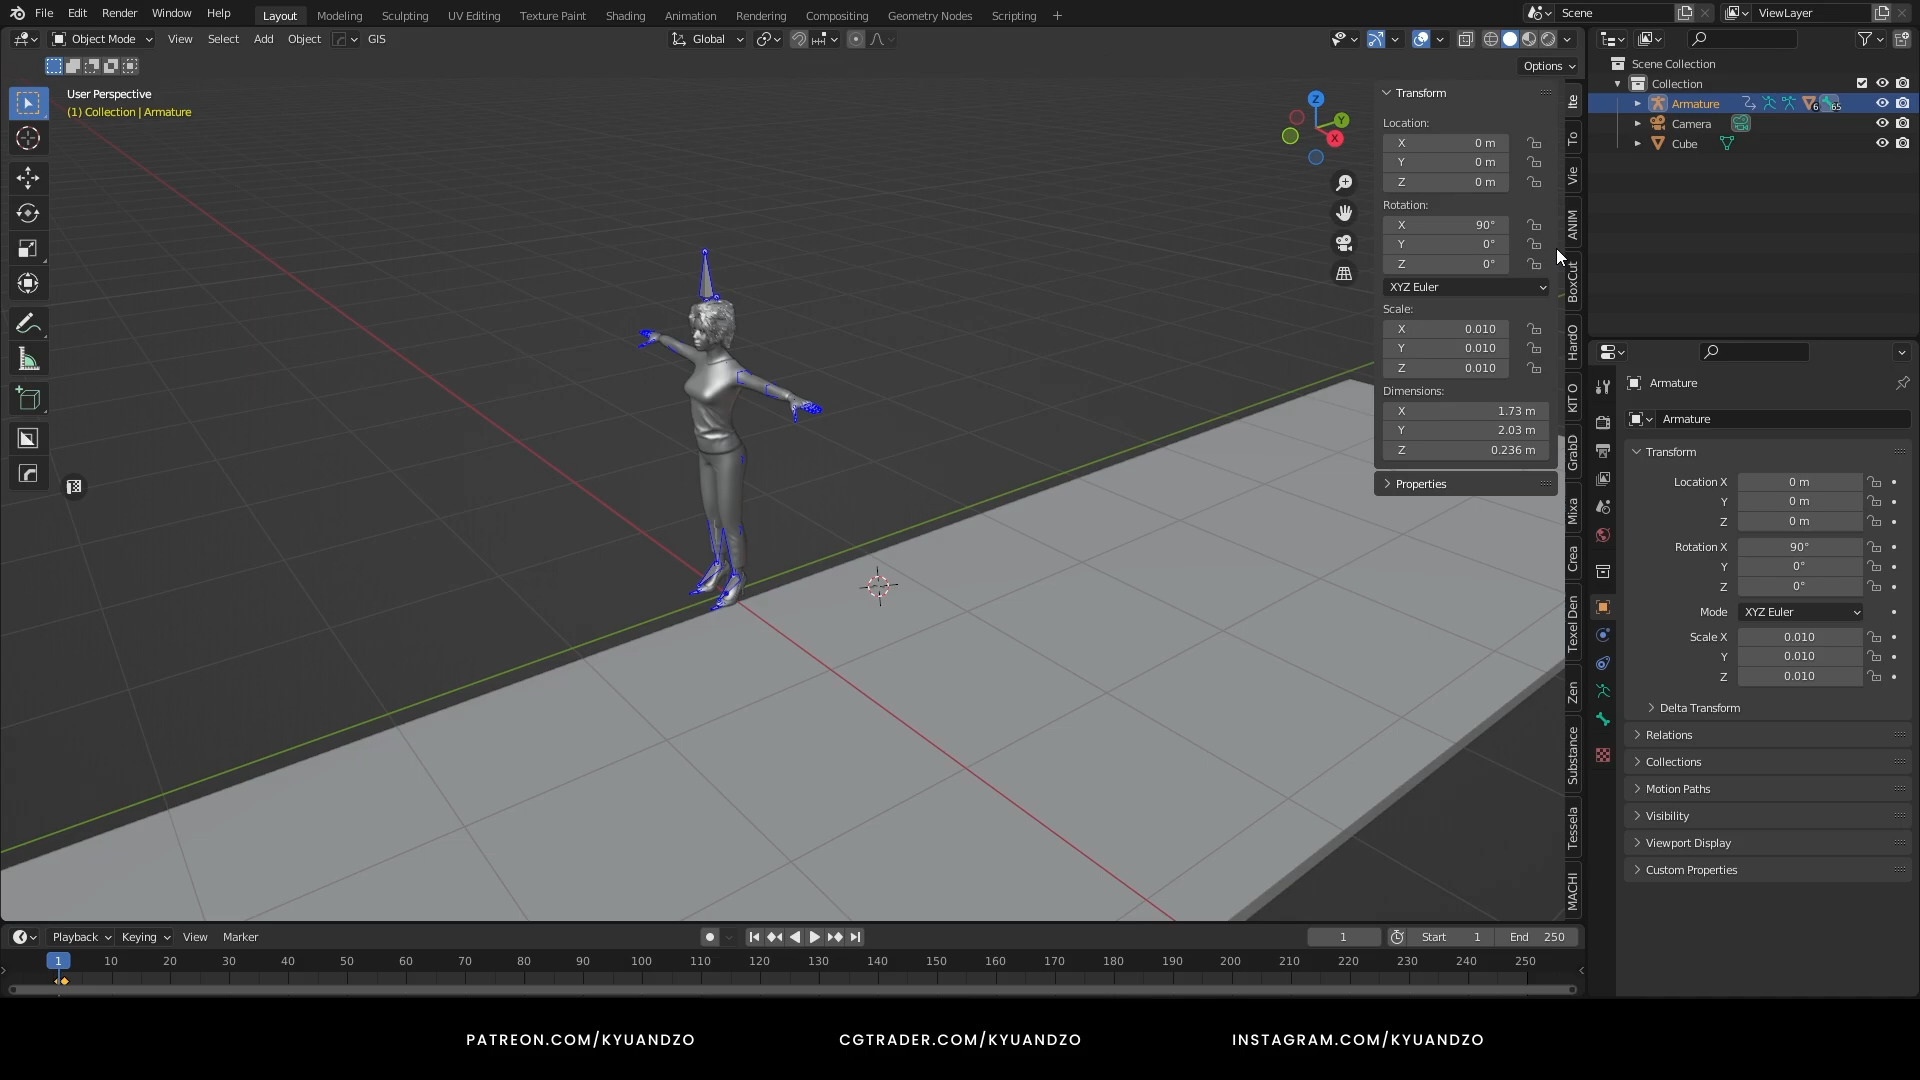 File Edit Render Window Help Layout Modeling Sculpting UV Editing Texture Paint Shading Animation Rendering Compositing Geometry Nodes Scripting + Scene ViewLayer
Object Mode View Select Add Object GIS Global
Options
User Perspective
(1) Collection | Armature
Z
Y
X
Transform
Location:
X 0 m
Y 0 m
Z 0 m
Rotation:
X 90°
Y 0°
Z 0°
XYZ Euler
Scale:
X 0.010
Y 0.010
Z 0.010
Dimensions:
X 1.73 m
Y 2.03 m
Z 0.236 m
Properties
Ite
To
Vie
ANIM
BoxCut
HardO
KIT O
GrabD
Mixa
Crea
Texel Den
Zen
Substance
Tessela
MACHI
Scene Collection
Collection
Armature 6 65
Camera
Cube
Armature
Armature
Transform
Location X 0 m
Y 0 m
Z 0 m
Rotation X 90°
Y 0°
Z 0°
Mode XYZ Euler
Scale X 0.010
Y 0.010
Z 0.010
Delta Transform
Relations
Collections
Motion Paths
Visibility
Viewport Display
Custom Properties
Playback Keying View Marker 1 Start 1 End 250
1 10 20 30 40 50 60 70 80 90 100 110 120 130 140 150 160 170 180 190 200 210 220 230 240 250
PATREON.COM/KYUANDZO CGTRADER.COM/KYUANDZO INSTAGRAM.COM/KYUANDZO